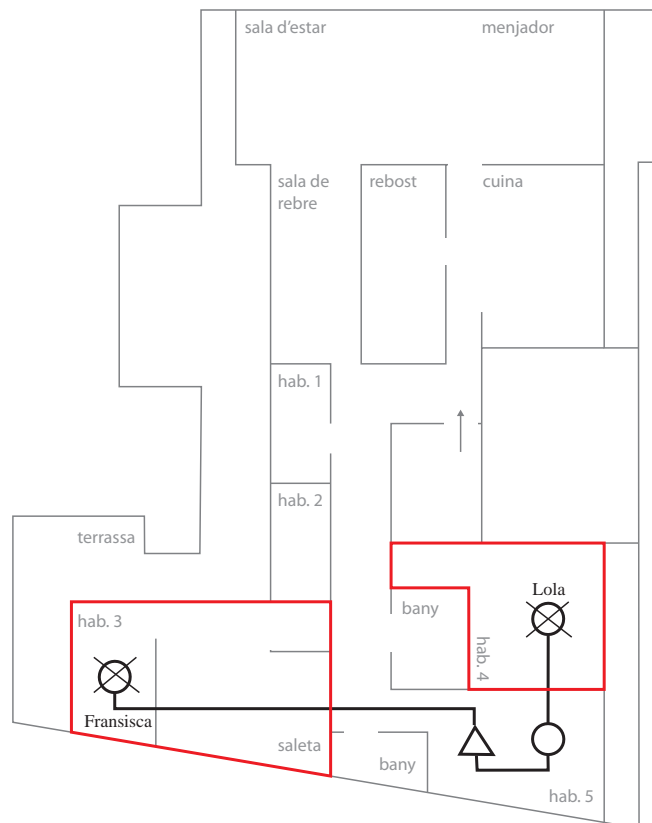 sala d'estar
menjador
sala de
rebre
rebost
cuina
hab. 1
hab. 2
terrassa
hab. 3
Lola
bany
hab. 4
Fransisca
saleta
bany
hab. 5